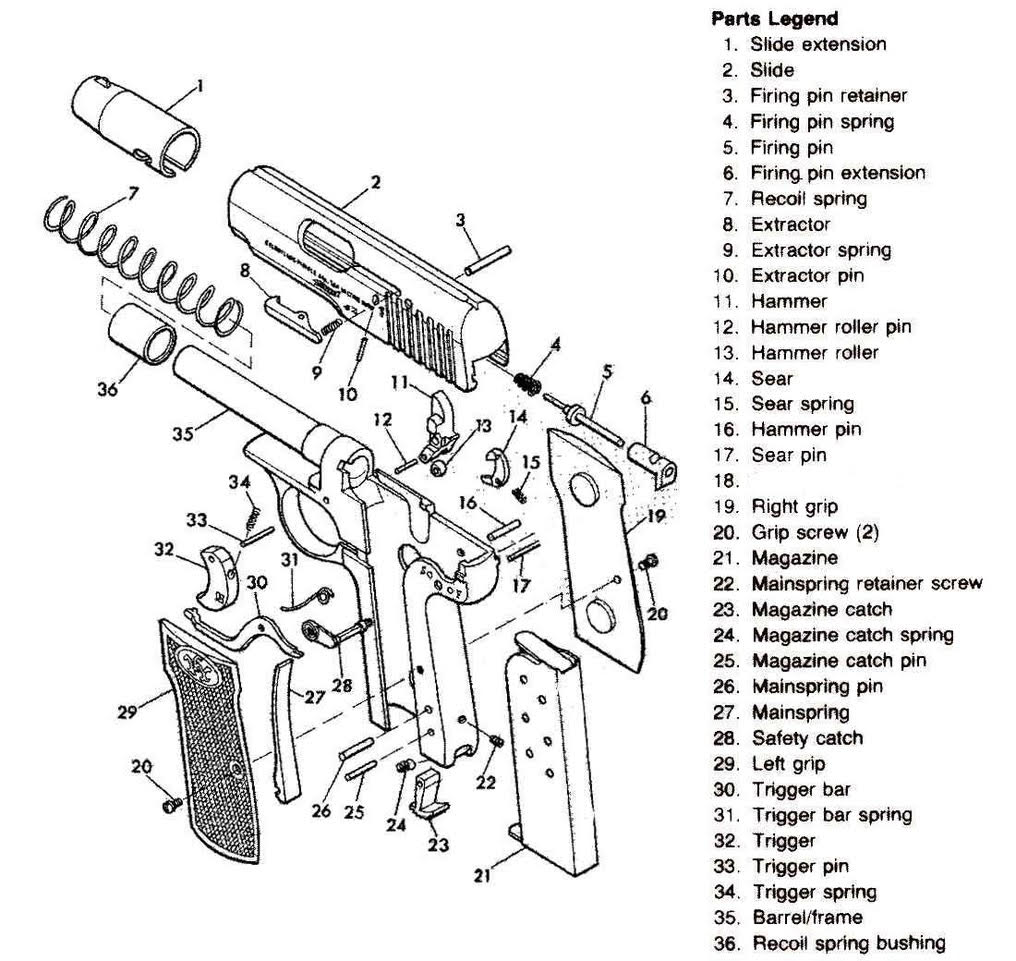 Parts Legend
1. Slide extension
2. Slide
3. Firing pin retainer
4. Firing pin spring
5. Firing pin
6. Firing pin extension
7. Recoil spring
8. Extractor
9. Extractor spring
10. Extractor pin
11. Hammer
12. Hammer roller pin
13. Hammer roller
14. Sear
15. Sear spring
16. Hammer pin
17. Sear pin
18.
19. Right grip
20. Grip screw (2)
21. Magazine
22. Mainspring retainer screw
23. Magazine catch
24. Magazine catch spring
25. Magazine catch pin
26. Mainspring pin
27. Mainspring
28. Safety catch
29. Left grip
30. Trigger bar
31. Trigger bar spring
32. Trigger
33. Trigger pin
34. Trigger spring
35. Barrel/frame
36. Recoil spring bushing
1
2
7
3
8
4
9
5
36
10
11
6
35
12
13
14
15
34
16
19
33
32
31
17
30
20
27
28
29
20
22
26
25
24
23
21